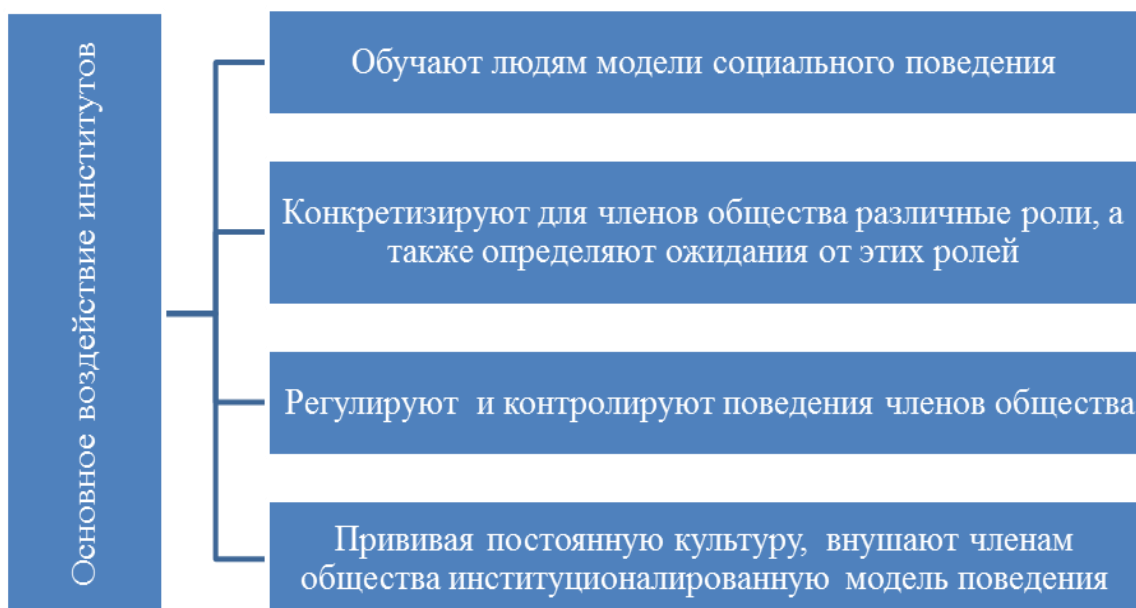 Основное воздействие институтов
Обучают людям модели социального поведения
Конкретизируют для членов общества различные роли, а
также определяют ожидания от этих ролей
Регулируют  и контролируют поведения членов общества
Прививая постоянную культуру,  внушают членам
общества институционалированную  модель поведения